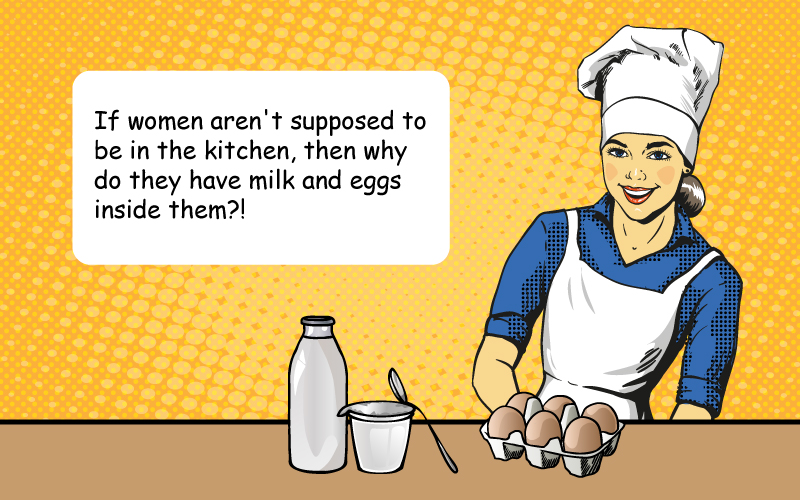 If women aren't supposed to
be in the kitchen, then why
do they have milk and eggs
inside them?!